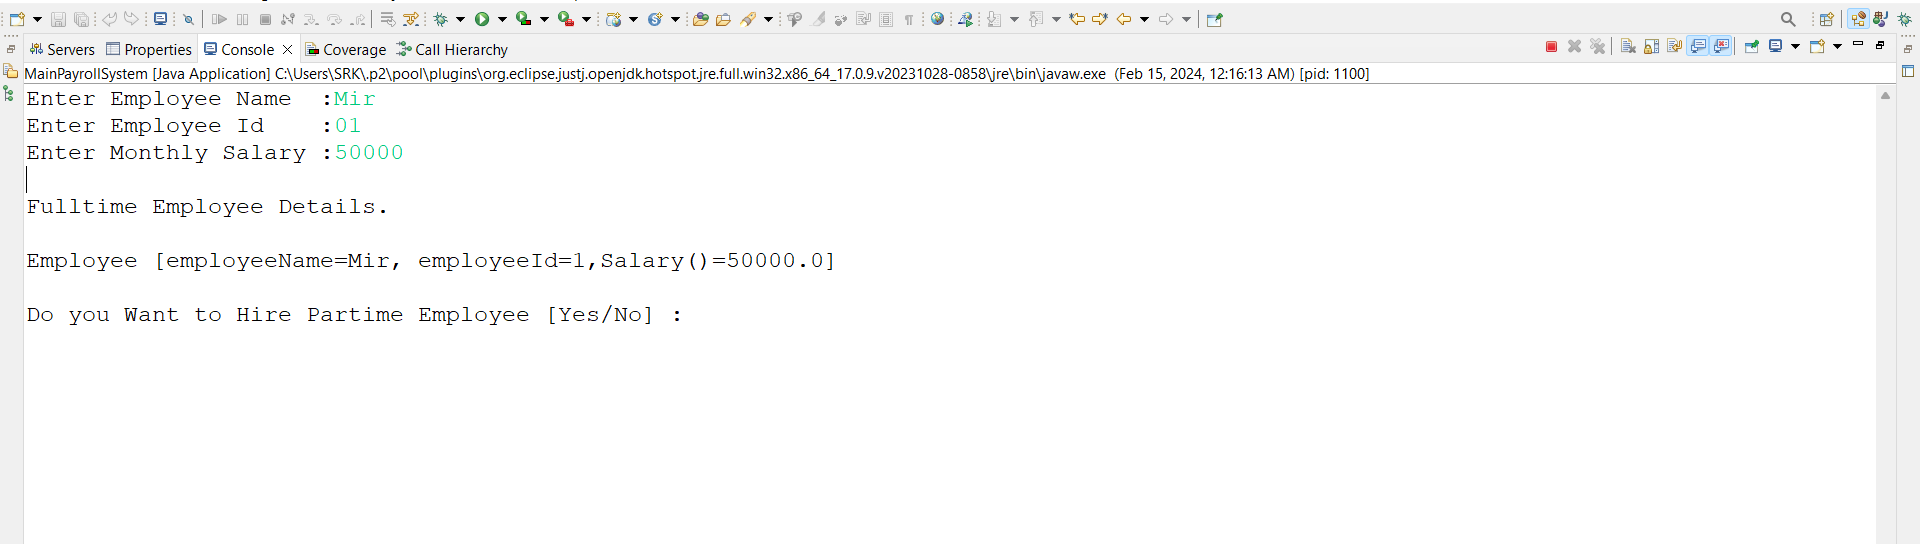 Servers Properties Console Coverage Call Hierarchy
MainPayrollSystem [Java Application] C:\Users\SRK\.p2\pool\plugins\org.eclipse.justj.openjdk.hotspot.jre.full.win32.x86_64_17.0.9.v20231028-0858\jre\bin\javaw.exe (Feb 15, 2024, 12:16:13 AM) [pid: 1100]
Enter Employee Name :Mir
Enter Employee Id :01
Enter Monthly Salary :50000
Fulltime Employee Details.
Employee [employeeName=Mir, employeeId=1,Salary()=50000.0]
Do you Want to Hire Partime Employee [Yes/No] :